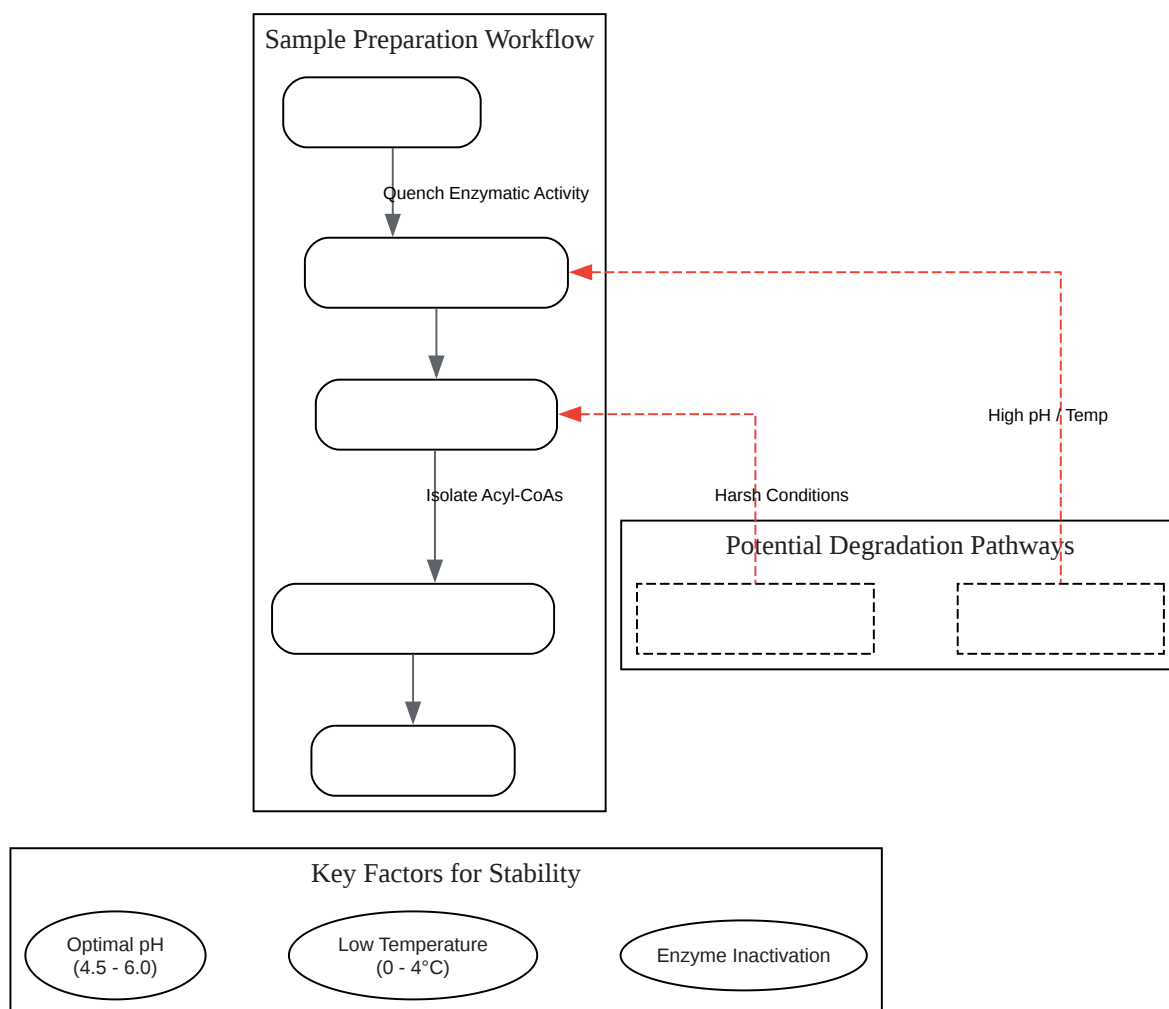 Sample Preparation Workflow
Quench Enzymatic Activity
High pH / Temp
Isolate Acyl-CoAs
Harsh Conditions
Potential Degradation Pathways
Key Factors for Stability
Optimal pH
(4.5 - 6.0)
Low Temperature
(0 - 4°C)
Enzyme Inactivation